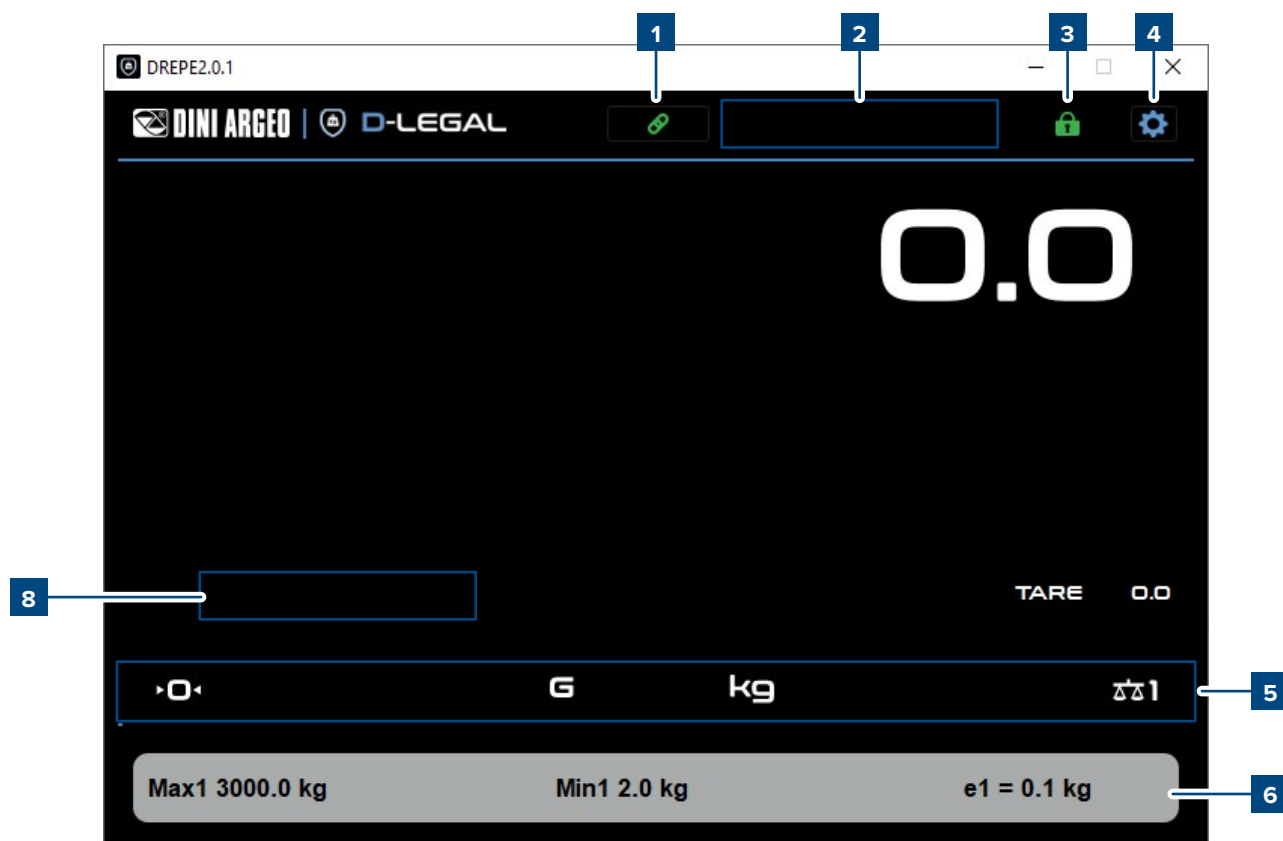 1 2 3 4
DREPE2.0.1
DINI ARGEO | D-LEGAL
0.0
8
TARE 0.0
▸0◂ G kg 1
5
Max1 3000.0 kg Min1 2.0 kg e1 = 0.1 kg
6